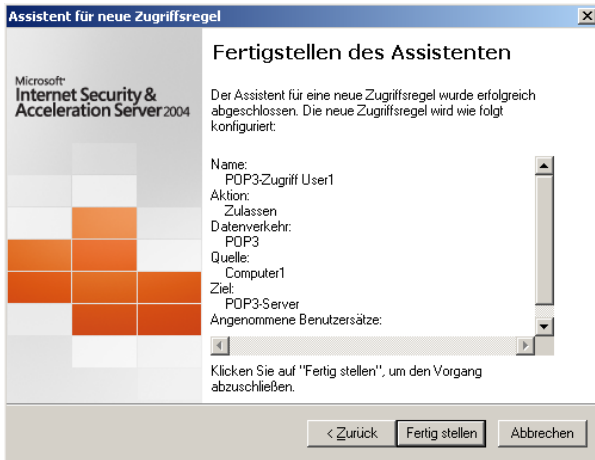 Assistent für neue Zugriffsregel
Microsoft
Internet Security &
Acceleration Server 2004
Fertigstellen des Assistenten
Der Assistent für eine neue Zugriffsregel wurde erfolgreich
abgeschlossen. Die neue Zugriffsregel wird wie folgt
konfiguriert:
Name:
POP3-Zugriff User1
Aktion:
Zulassen
Datenverkehr:
POP3
Quelle:
Computer1
Ziel:
POP3-Server
Angenommene Benutzersätze:
Klicken Sie auf "Fertig stellen", um den Vorgang
abzuschließen.
< Zurück
Fertig stellen
Abbrechen